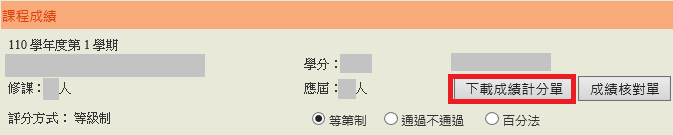 課程成績
110 學年度第 1 學期
學分：
修課：人 應屆：人 下載成績計分單 成績核對單
評分方式： 等級制 等第制 通過不通過 百分法